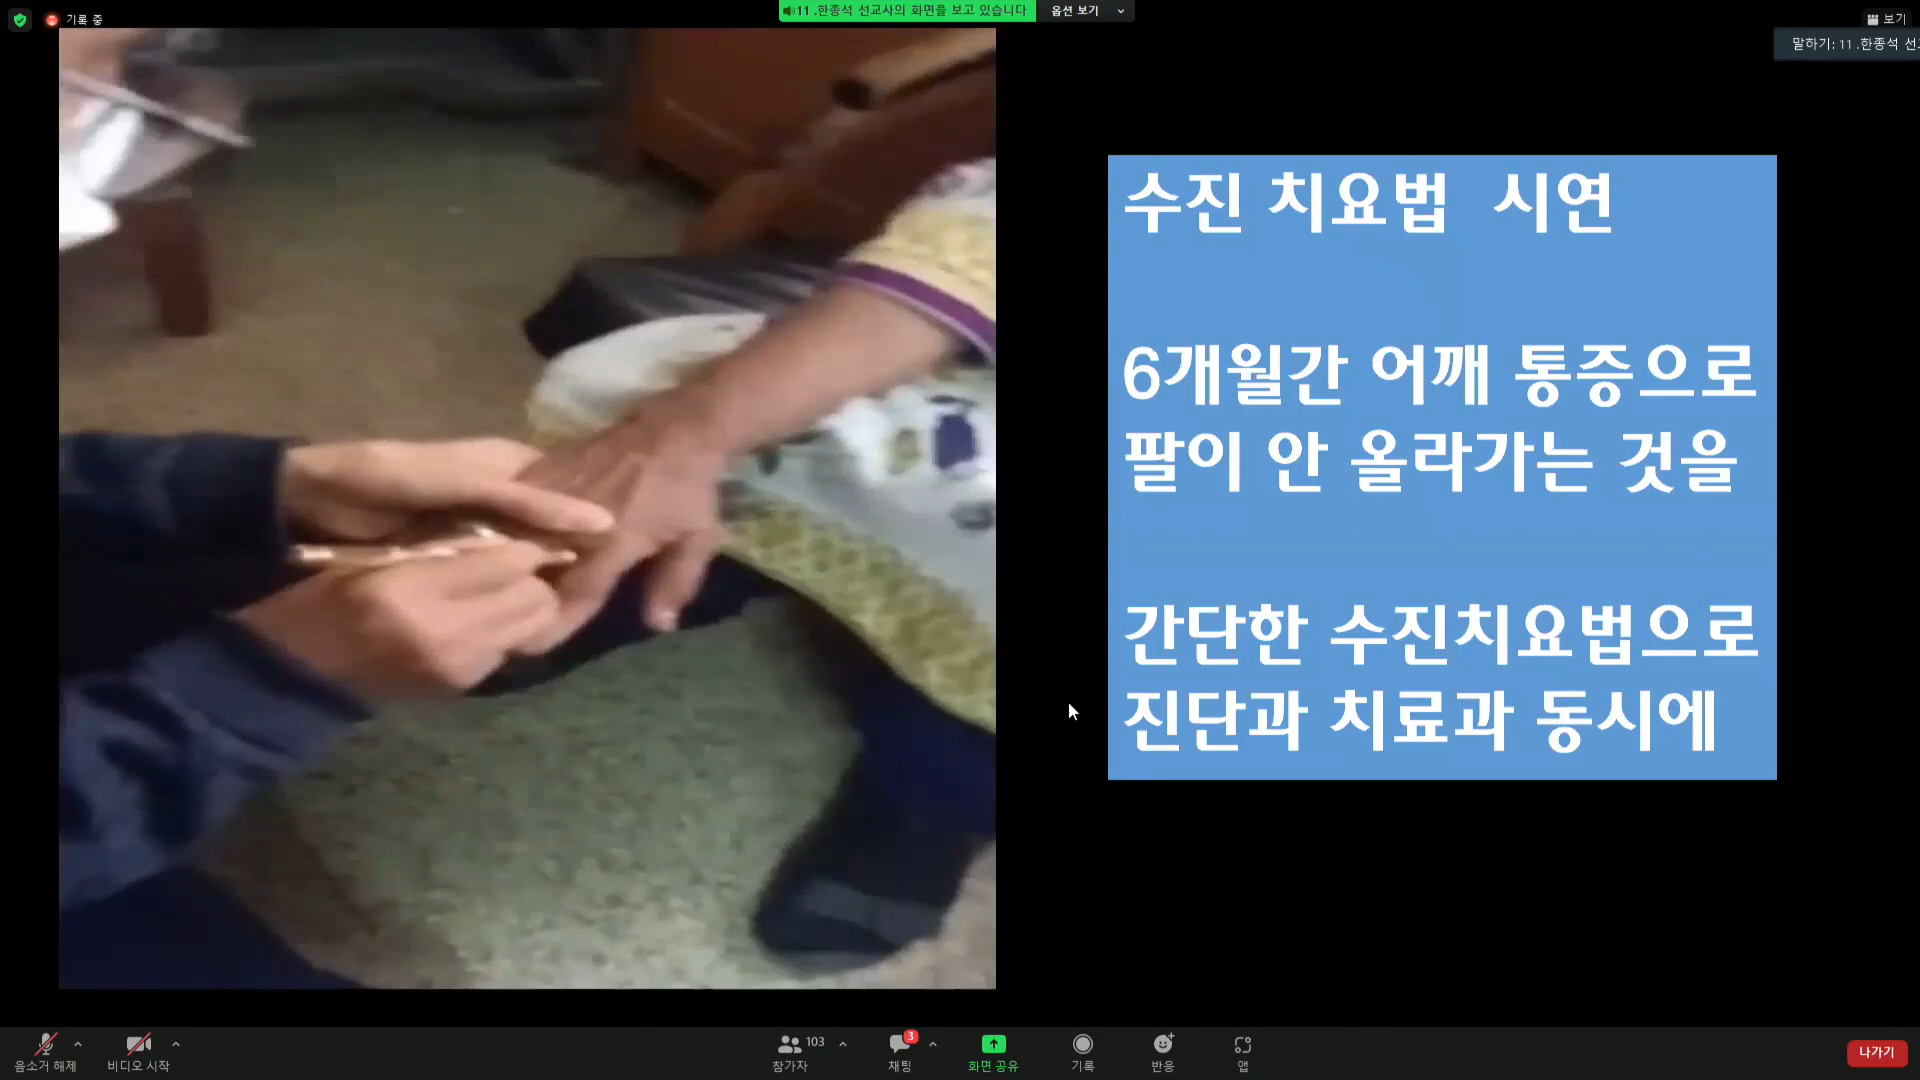 기록 중
11 .한종석 선교사의 화면을 보고 있습니다
옵션 보기
보기
말하기: 11 .한종석
수진 치요법 시연
6개월간 어깨 통증으로
팔이 안 올라가는 것을
간단한 수진치요법으로
진단과 치료과 동시에
음소거 해제
비디오 시작
103
참가자
3
채팅
화면 공유
기록
반응
앱
나가기